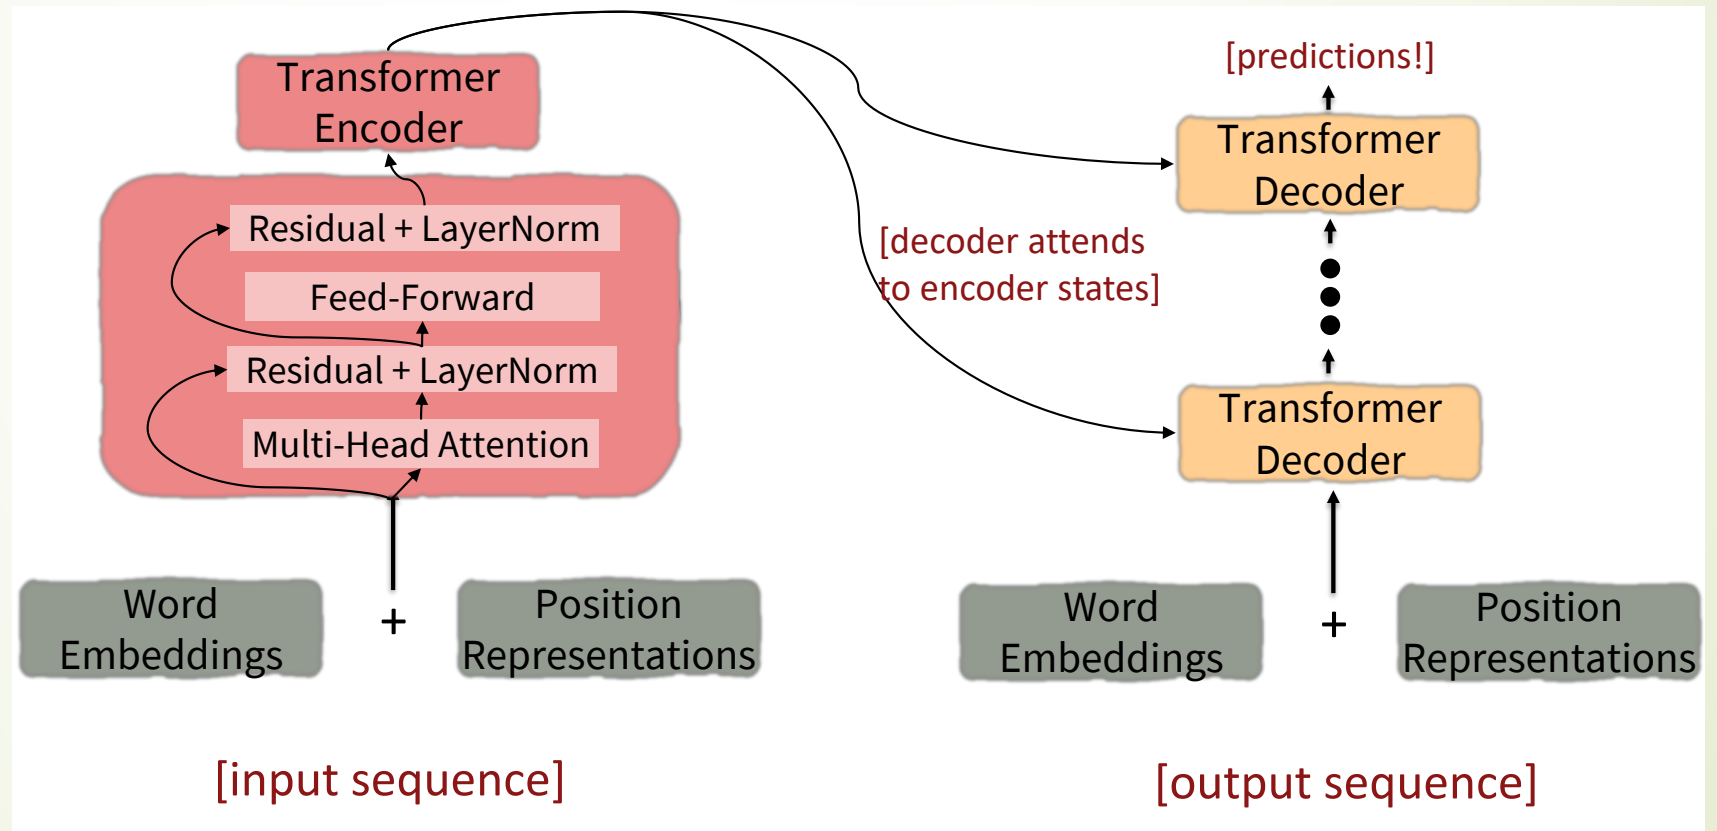 Transformer
Encoder
Residual + LayerNorm
Feed-Forward
Residual + LayerNorm
Multi-Head Attention
Word
Embeddings
+
Position
Representations
[input sequence]
[decoder attends
to encoder states]
[predictions!]
Transformer
Decoder
Transformer
Decoder
Word
Embeddings
+
Position
Representations
[output sequence]